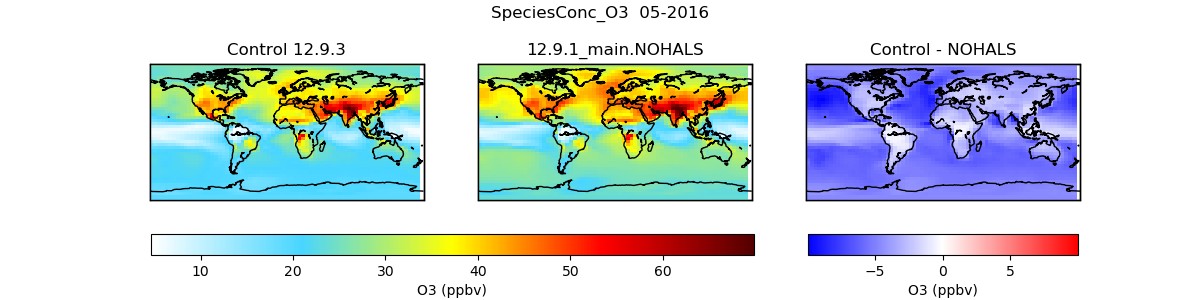 SpeciesConc_O3  05-2016
Control 12.9.3
12.9.1_main.NOHALS
Control - NOHALS
10 20 30 40 50 60
O3 (ppbv)
−5 0 5
O3 (ppbv)